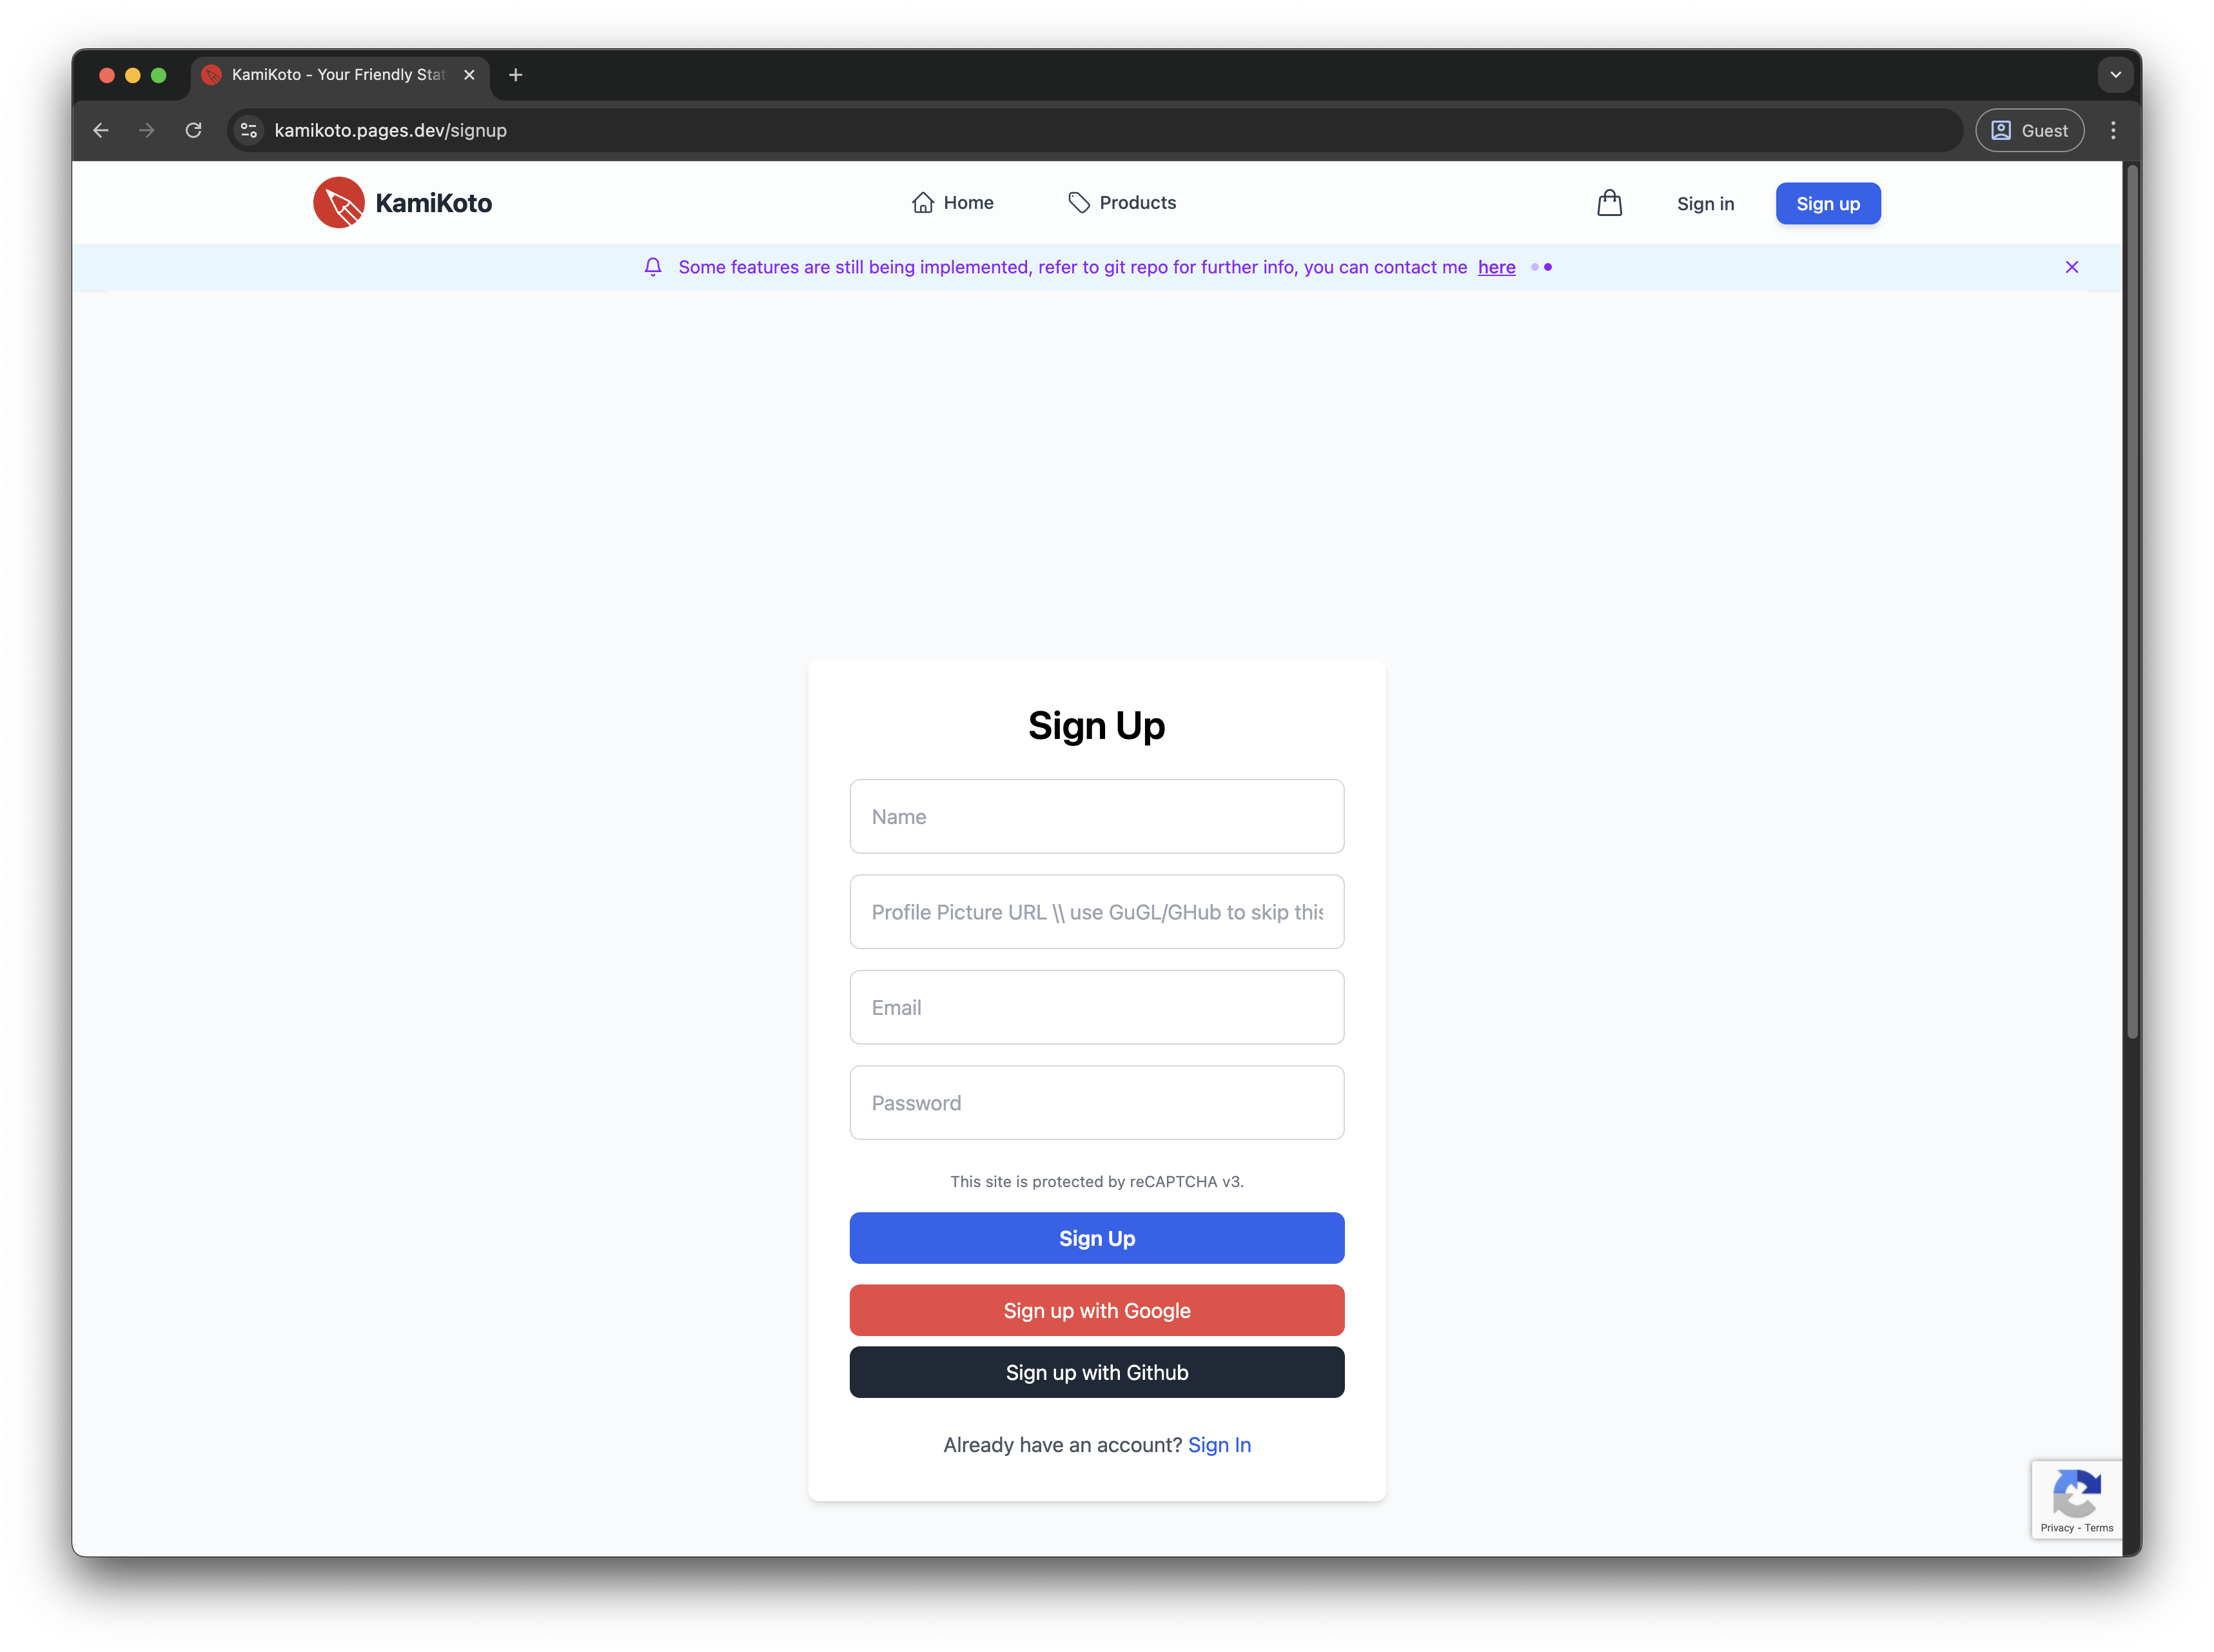 KamiKoto - Your Friendly Stat
kamikoto.pages.dev/signup
Guest
KamiKoto
Home
Products
Sign in
Sign up
Some features are still being implemented, refer to git repo for further info, you can contact me here
Sign Up
Name
Profile Picture URL \\ use GuGL/GHub to skip this
Email
Password
This site is protected by reCAPTCHA v3.
Sign Up
Sign up with Google
Sign up with Github
Already have an account? Sign In
Privacy - Terms